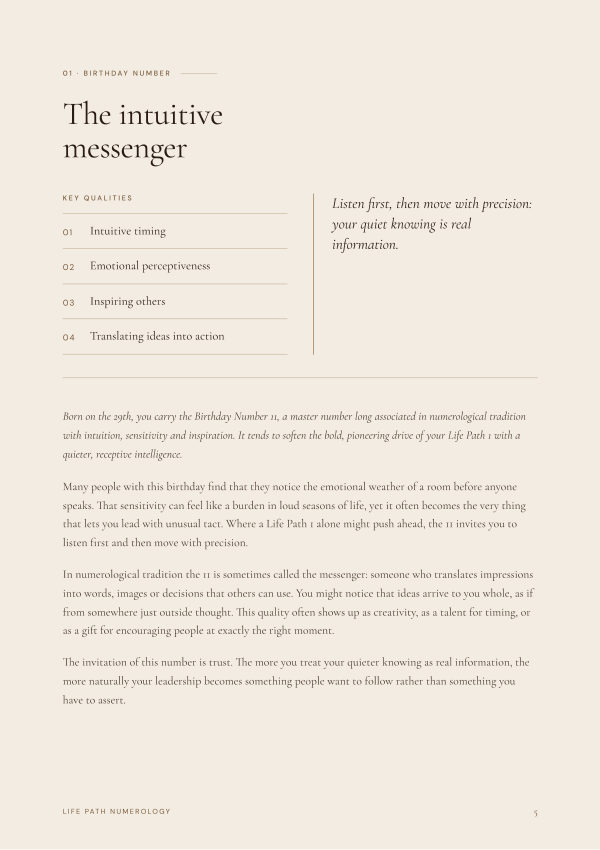 01 · BIRTHDAY NUMBER
The intuitive
messenger
KEY QUALITIES
01 Intuitive timing
02 Emotional perceptiveness
03 Inspiring others
04 Translating ideas into action
Listen first, then move with precision:
your quiet knowing is real
information.
Born on the 29th, you carry the Birthday Number 11, a master number long associated in numerological tradition
with intuition, sensitivity and inspiration. It tends to soften the bold, pioneering drive of your Life Path 1 with a
quieter, receptive intelligence.
Many people with this birthday find that they notice the emotional weather of a room before anyone
speaks. That sensitivity can feel like a burden in loud seasons of life, yet it often becomes the very thing
that lets you lead with unusual tact. Where a Life Path 1 alone might push ahead, the 11 invites you to
listen first and then move with precision.
In numerological tradition the 11 is sometimes called the messenger: someone who translates impressions
into words, images or decisions that others can use. You might notice that ideas arrive to you whole, as if
from somewhere just outside thought. This quality often shows up as creativity, as a talent for timing, or
as a gift for encouraging people at exactly the right moment.
The invitation of this number is trust. The more you treat your quieter knowing as real information, the
more naturally your leadership becomes something people want to follow rather than something you
have to assert.
LIFE PATH NUMEROLOGY
5